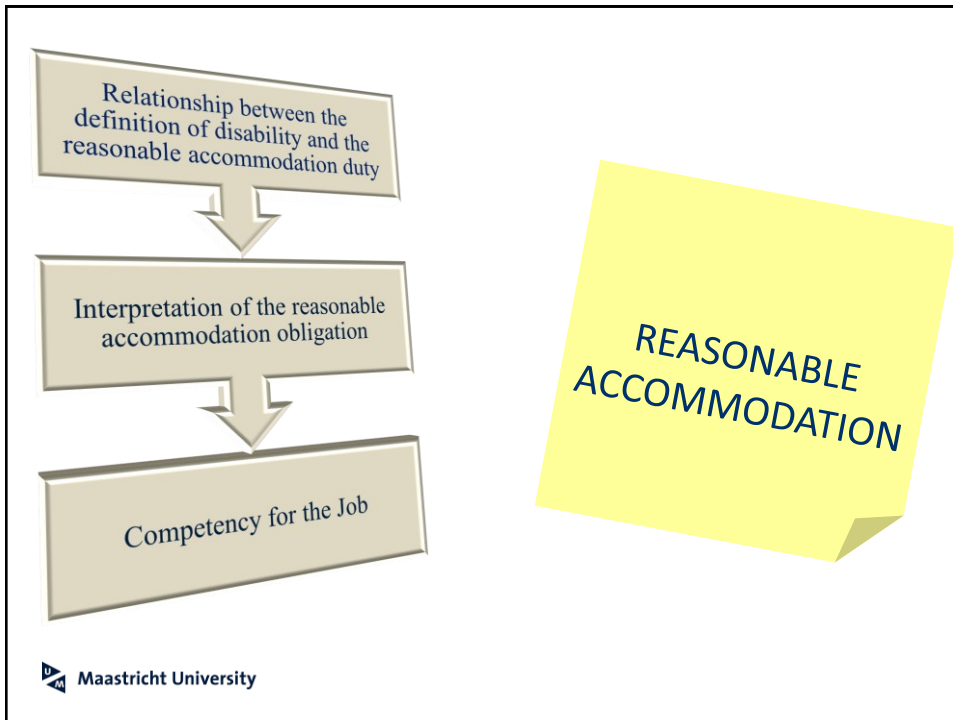 Relationship between the
definition of disability and the
reasonable accommodation duty
Interpretation of the reasonable
accommodation obligation
Competency for the Job
REASONABLE
ACCOMMODATION
UM Maastricht University